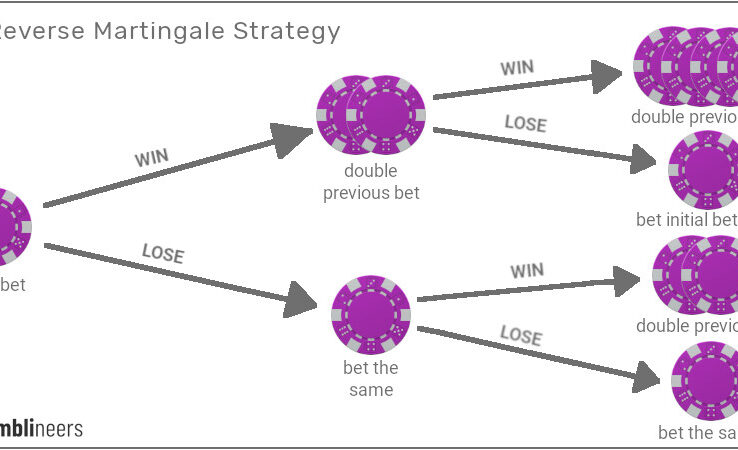 Reverse Martingale Strategy
WIN
double previo
WIN
LOSE
double
previous bet
bet initial bet
LOSE
WIN
bet
double previo
bet the
same
LOSE
bet the sa
mblineers